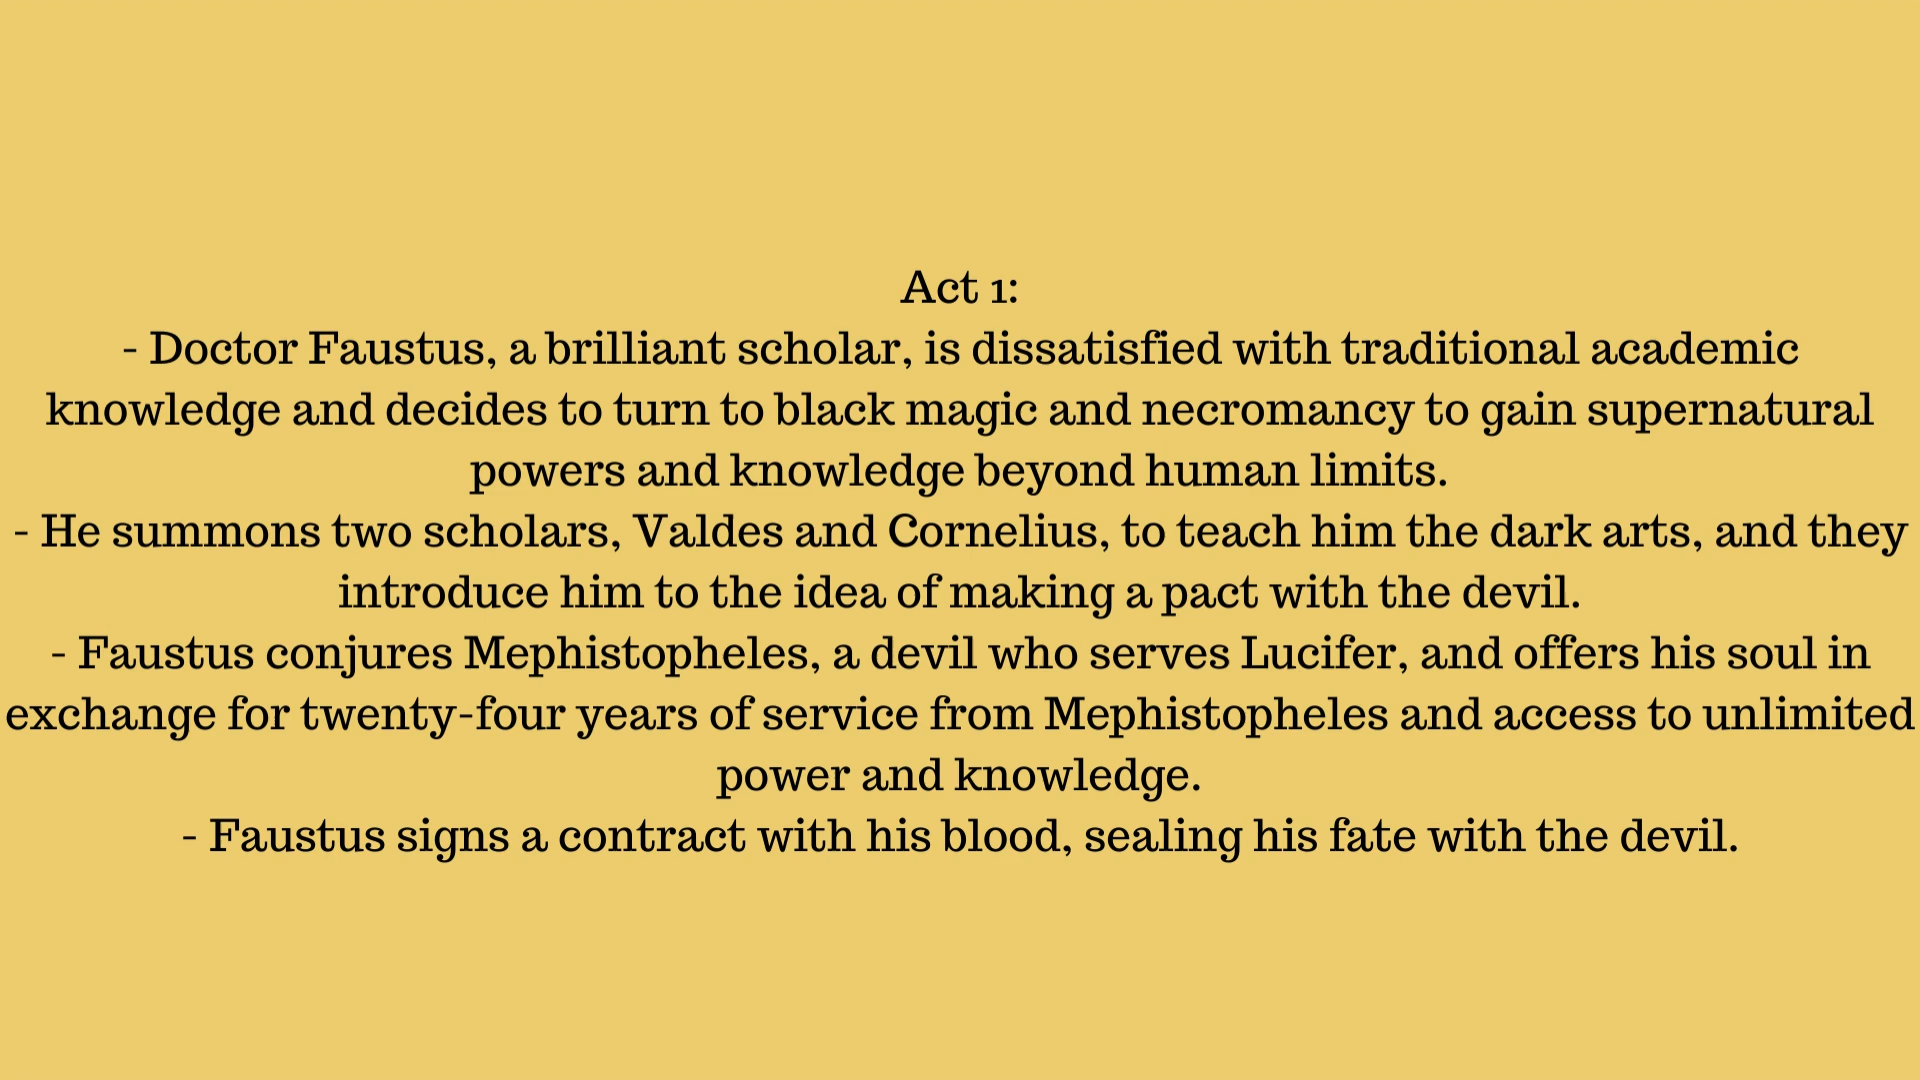 Act 1:
- Doctor Faustus, a brilliant scholar, is dissatisfied with traditional academic
knowledge and decides to turn to black magic and necromancy to gain supernatural
powers and knowledge beyond human limits.
- He summons two scholars, Valdes and Cornelius, to teach him the dark arts, and they
introduce him to the idea of making a pact with the devil.
- Faustus conjures Mephistopheles, a devil who serves Lucifer, and offers his soul in
exchange for twenty-four years of service from Mephistopheles and access to unlimited
power and knowledge.
- Faustus signs a contract with his blood, sealing his fate with the devil.